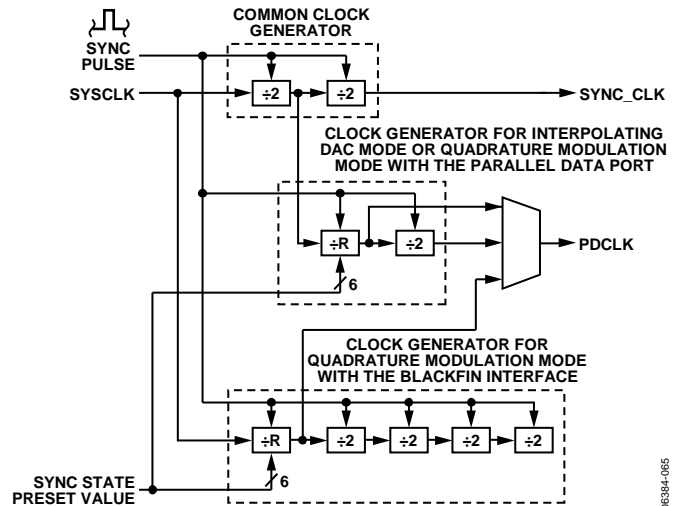 COMMON CLOCK
GENERATOR
SYNC
PULSE
SYSCLK
÷2
÷2
SYNC_CLK
CLOCK GENERATOR FOR INTERPOLATING
DAC MODE OR QUADRATURE MODULATION
MODE WITH THE PARALLEL DATA PORT
÷R
÷2
PDCLK
6
CLOCK GENERATOR FOR
QUADRATURE MODULATION MODE
WITH THE BLACKFIN INTERFACE
÷R
÷2
÷2
÷2
÷2
6
SYNC STATE
PRESET VALUE
06384-065